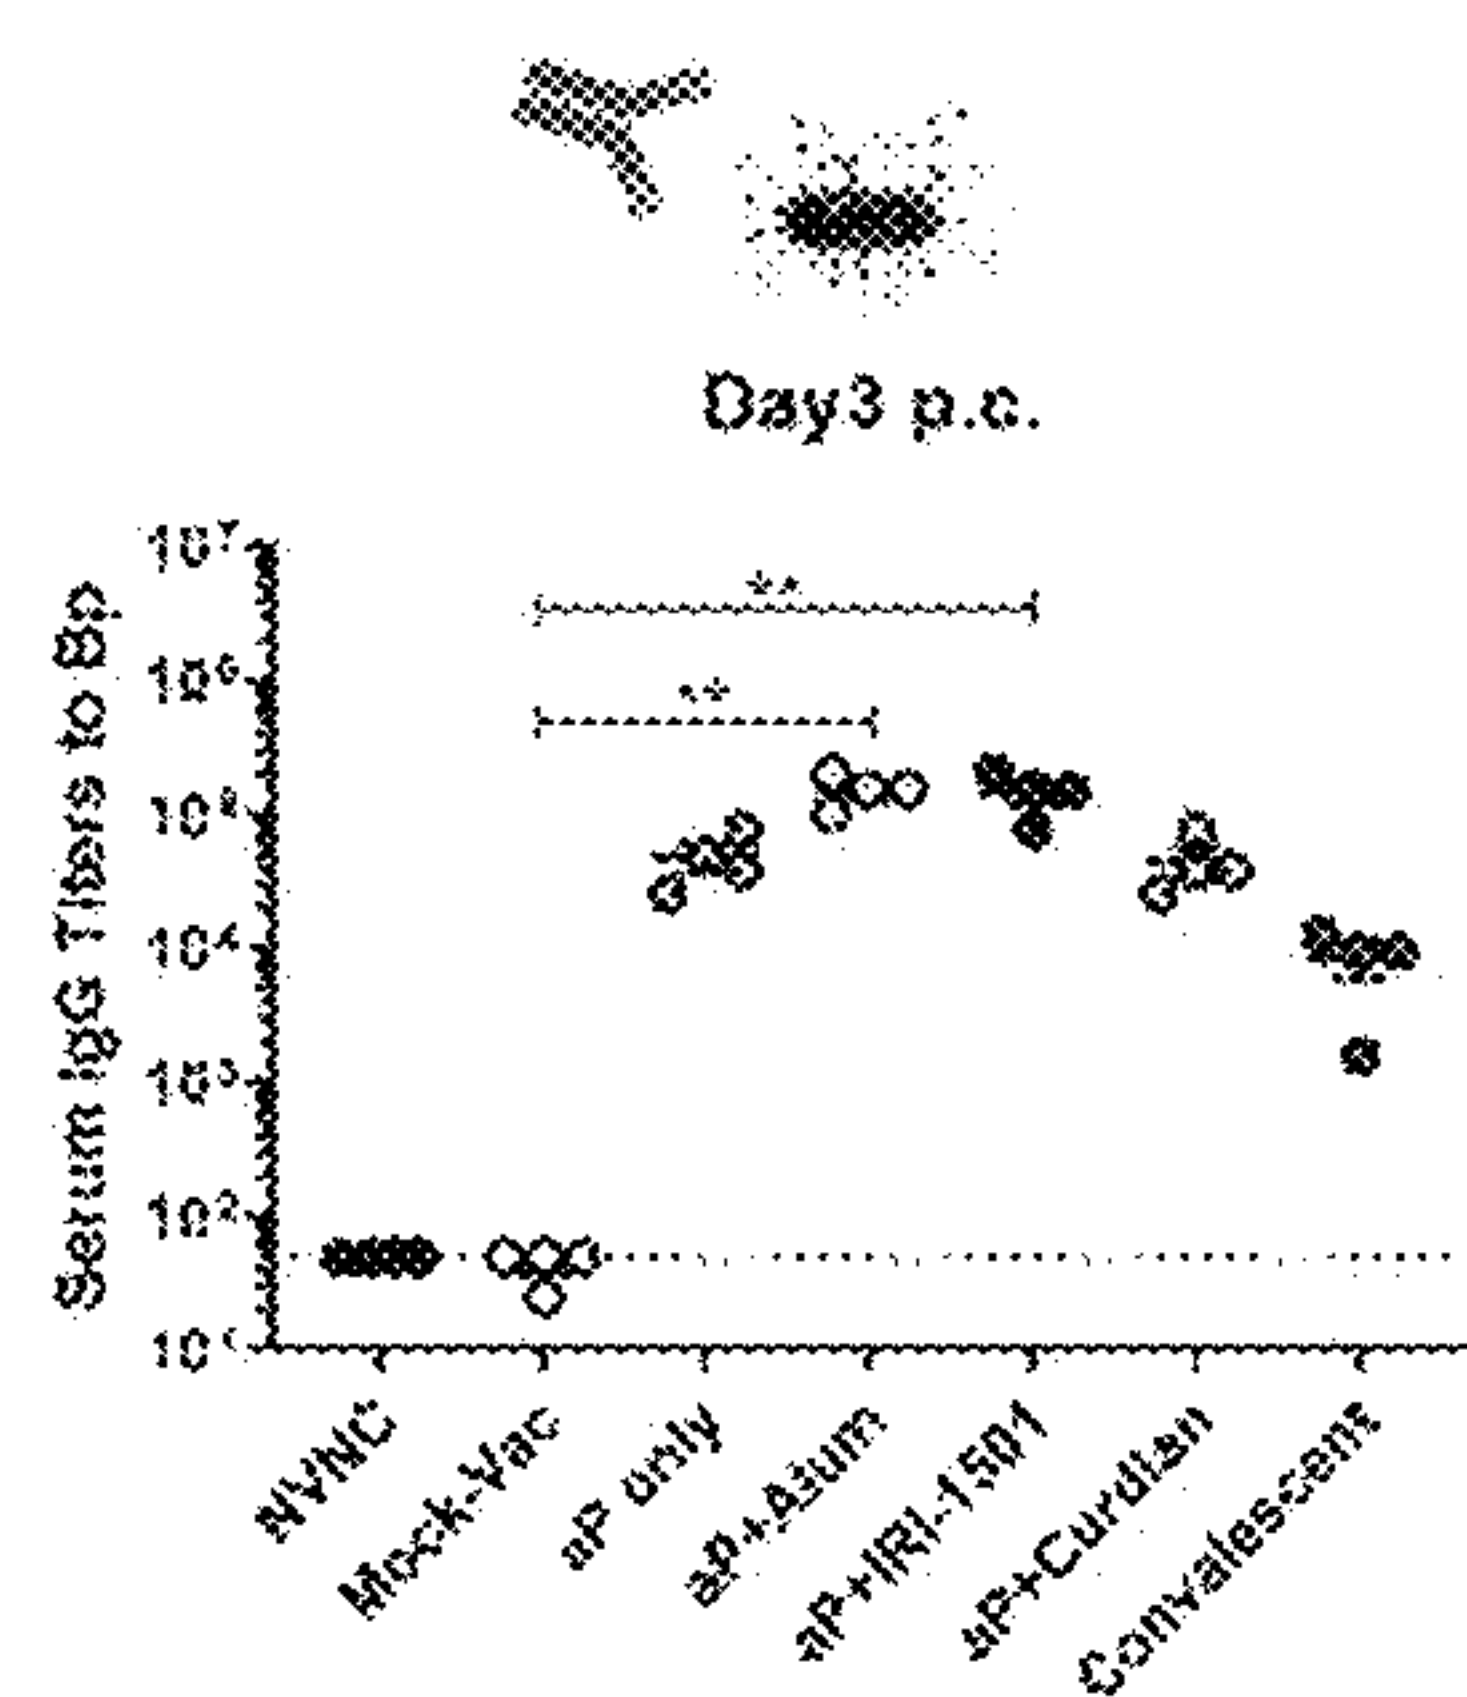 Day3 p.c.
Serum IgG Titers to Bp
10⁷
**
10⁶
**
10⁵
10⁴
10³
10²
10¹
NVNC
Mock-Vac
aP only
aP+Alum
aP+IRI-1501
aP+Curdlan
Convalescent